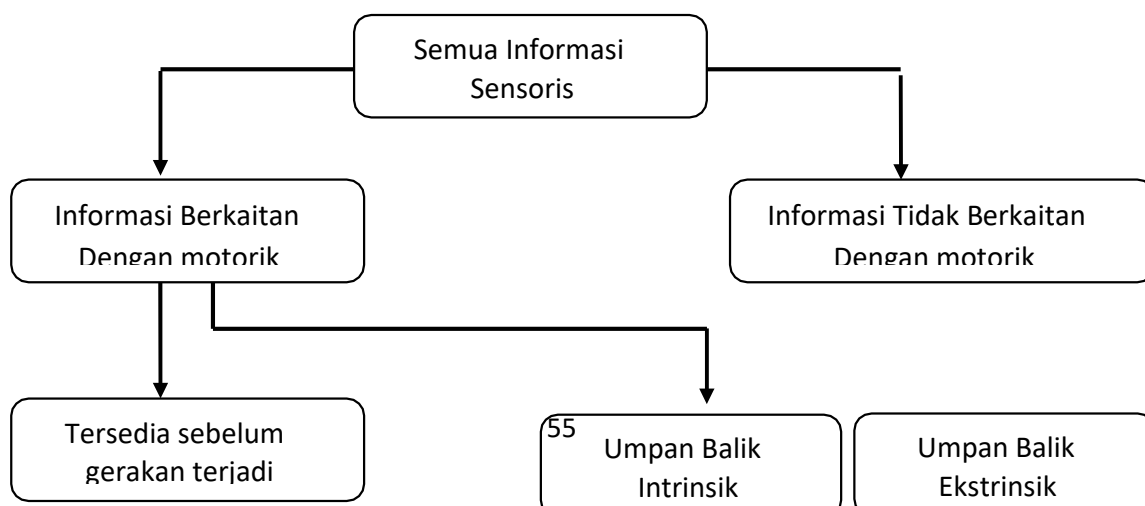 Semua Informasi
Sensoris
Informasi Berkaitan
Dengan motorik
Informasi Tidak Berkaitan
Dengan motorik
Tersedia sebelum
gerakan terjadi
55
Umpan Balik
Intrinsik
Umpan Balik
Ekstrinsik